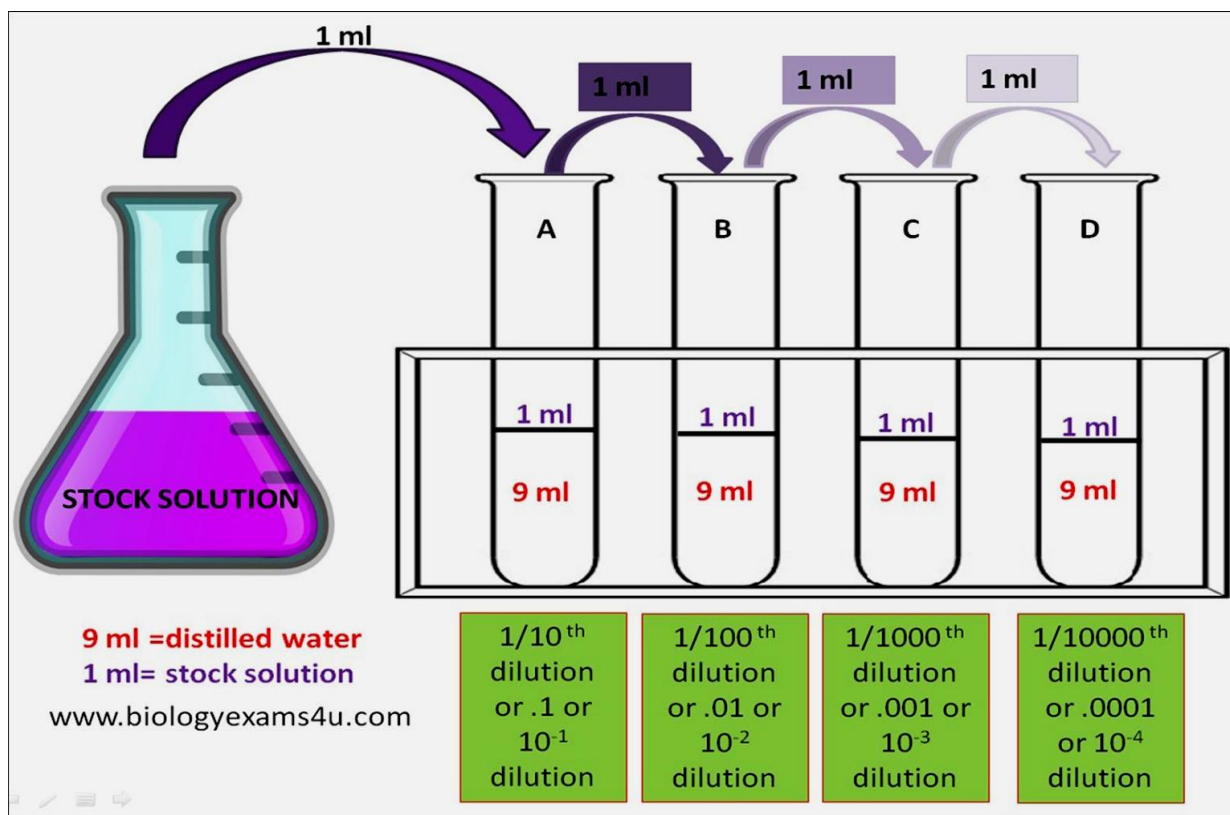 1 ml
1 ml
1 ml
1 ml
A
B
C
D
1 ml
1 ml
1 ml
1 ml
9 ml
9 ml
9 ml
9 ml
STOCK SOLUTION
9 ml =distilled water
1 ml= stock solution
www.biologyexams4u.com
1/10ᵗʰ
dilution
or .1 or
10⁻¹
dilution
1/100ᵗʰ
dilution
or .01 or
10⁻²
dilution
1/1000ᵗʰ
dilution
or .001 or
10⁻³
dilution
1/10000ᵗʰ
dilution
or .0001
or 10⁻⁴
dilution